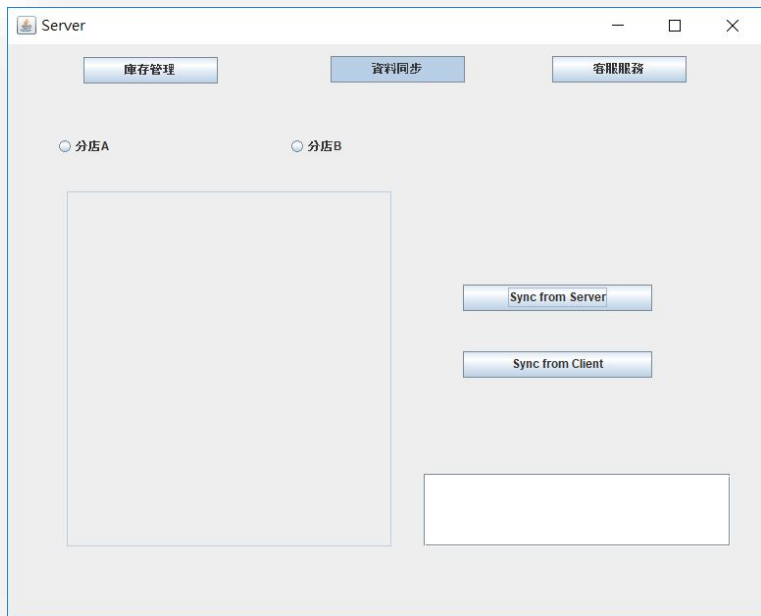 Server
庫存管理
資料同步
客服服務
分店A
分店B
Sync from Server
Sync from Client